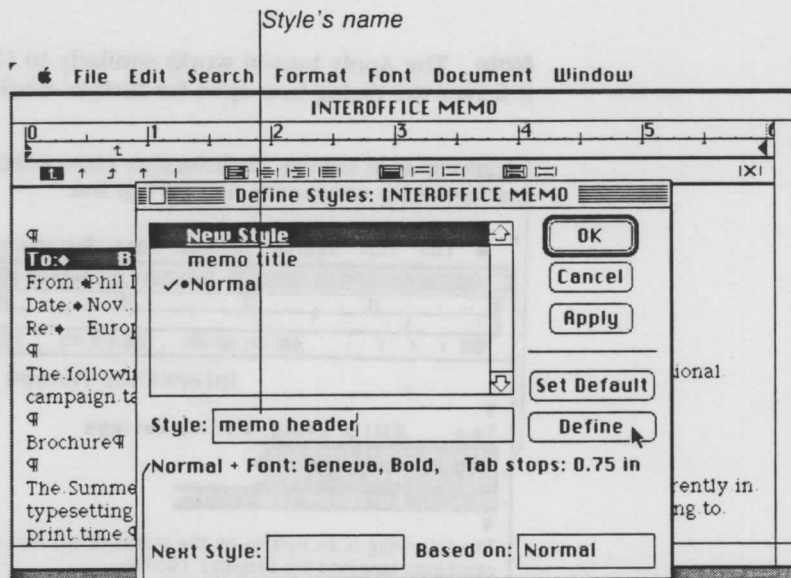 Style's name
File Edit Search Format Font Document Window
INTEROFFICE MEMO
0 1 2 3 4 5 6
Define Styles: INTEROFFICE MEMO
New Style
memo title
✓•Normal
OK
Cancel
Apply
Set Default
Define
Style: memo header
Normal + Font: Geneva, Bold, Tab stops: 0.75 in
Next Style:
Based on: Normal
¶
To:
From: Phil
Date: Nov..
Re: Europ
¶
The followin ional
campaign ta
¶
Brochure¶
¶
The Summe rently in
typesetting ng to
print time.¶